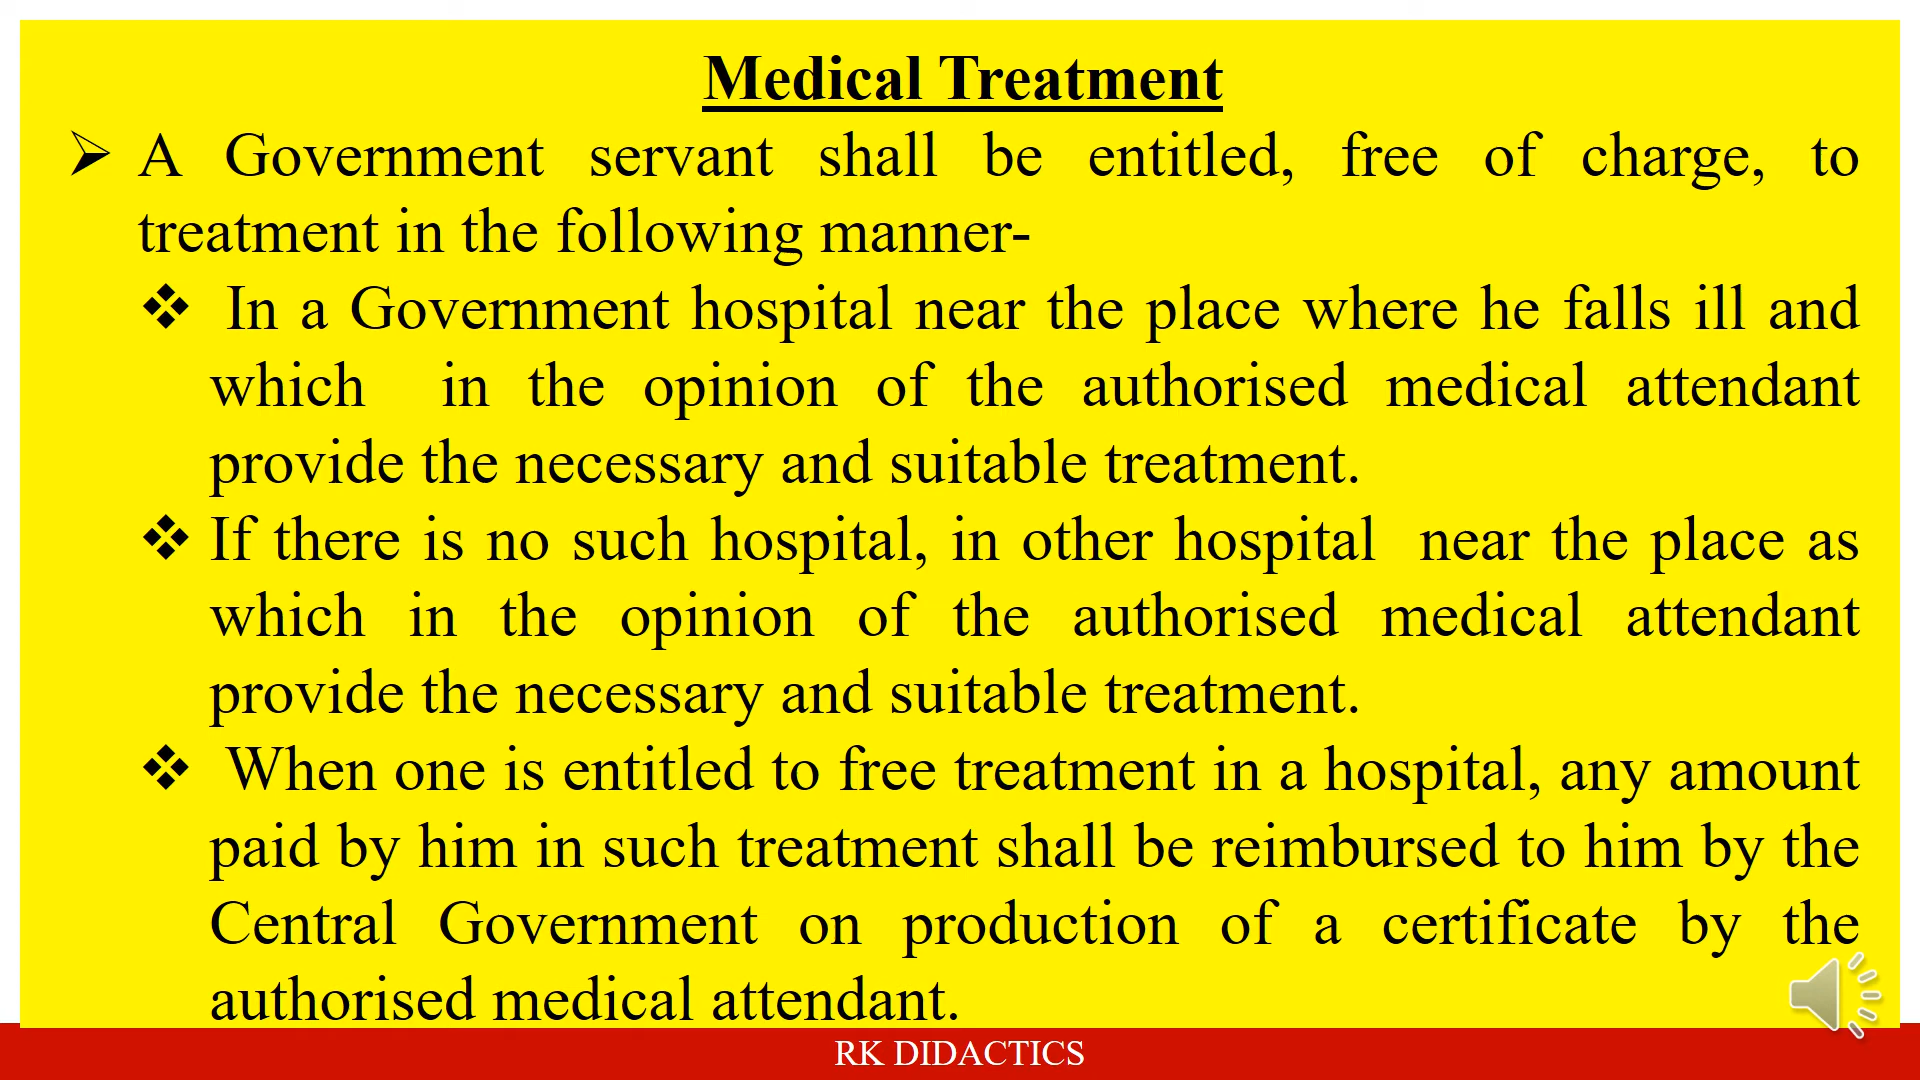 Medical Treatment
➢ A Government servant shall be entitled, free of charge, to
treatment in the following manner-
❖ In a Government hospital near the place where he falls ill and
which in the opinion of the authorised medical attendant
provide the necessary and suitable treatment.
❖ If there is no such hospital, in other hospital near the place as
which in the opinion of the authorised medical attendant
provide the necessary and suitable treatment.
❖ When one is entitled to free treatment in a hospital, any amount
paid by him in such treatment shall be reimbursed to him by the
Central Government on production of a certificate by the
authorised medical attendant.
RK DIDACTICS